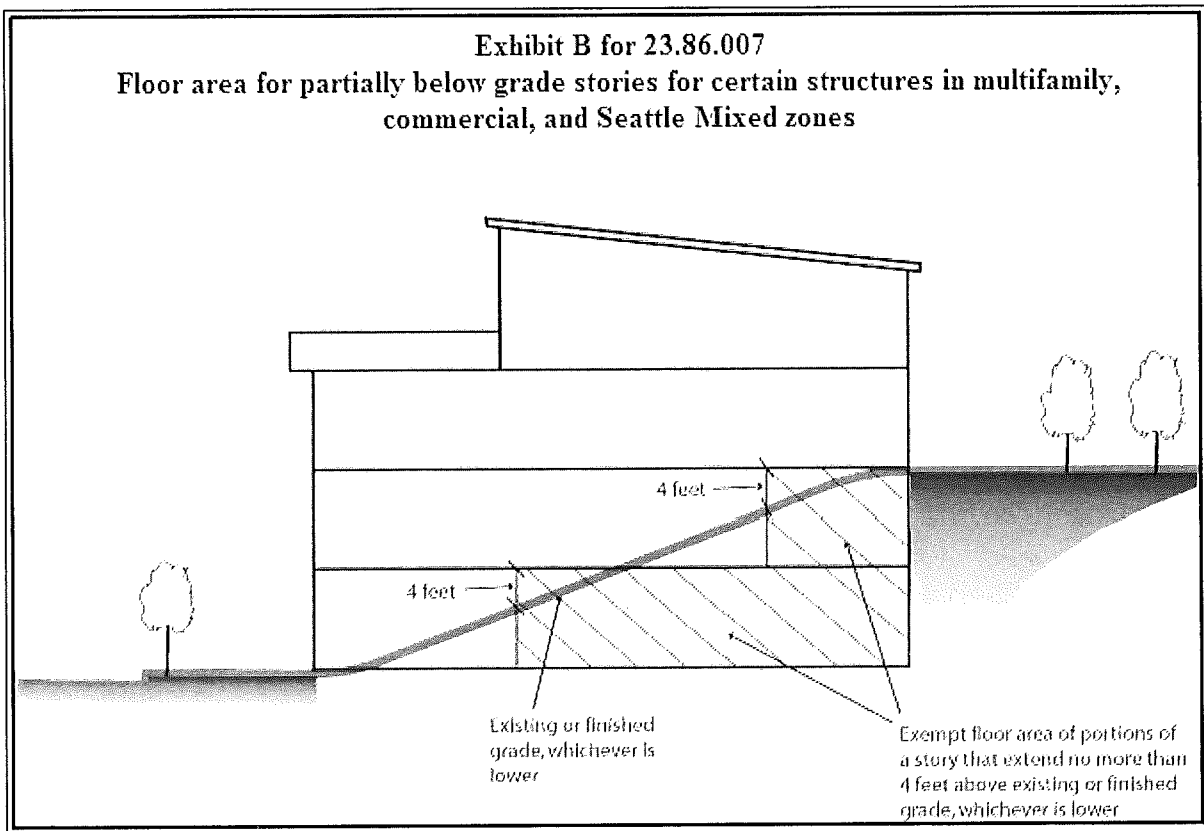 Exhibit B for 23.86.007
Floor area for partially below grade stories for certain structures in multifamily,
commercial, and Seattle Mixed zones
4 feet
4 feet
Existing or finished
grade, whichever is
lower
Exempt floor area of portions of
a story that extend no more than
4 feet above existing or finished
grade, whichever is lower